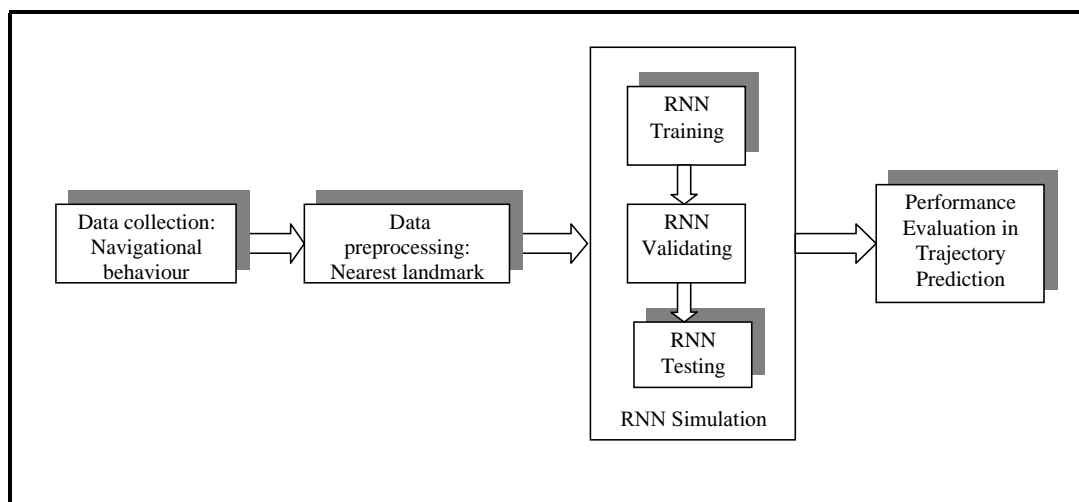 Data collection:
Navigational
behaviour
Data
preprocessing:
Nearest landmark
RNN
Training
RNN
Validating
RNN
Testing
RNN Simulation
Performance
Evaluation in
Trajectory
Prediction